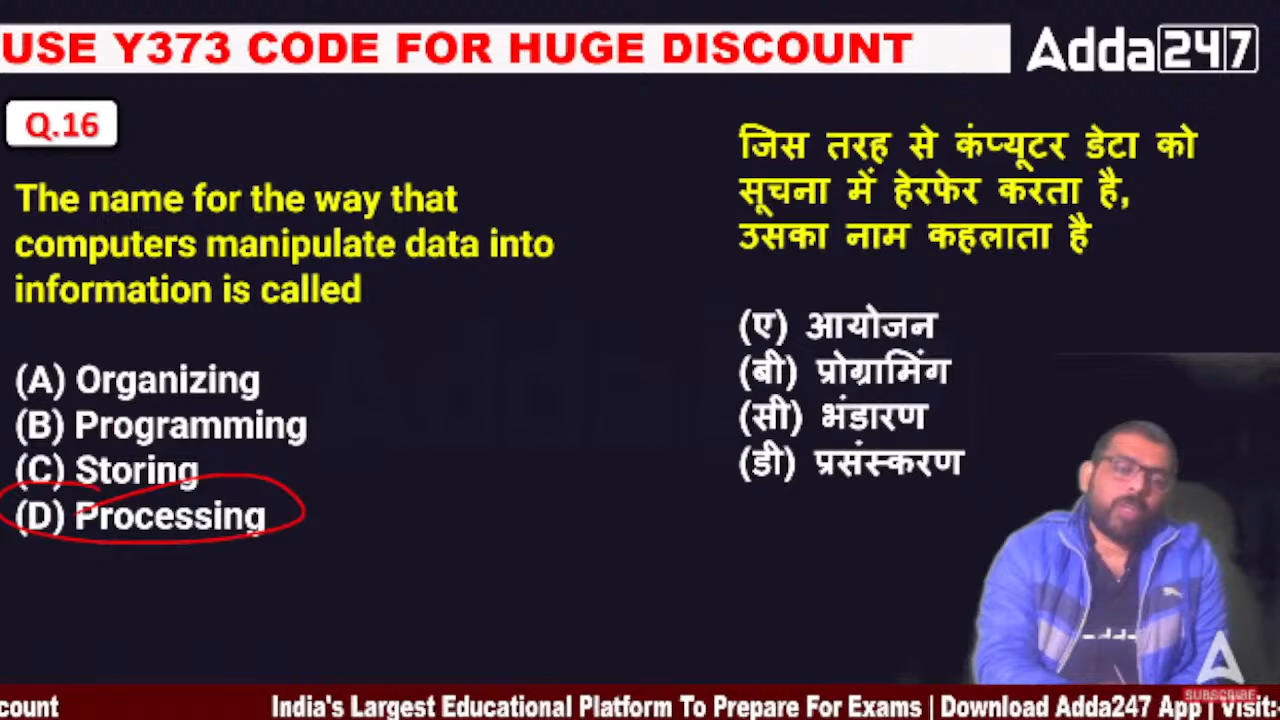 USE Y373 CODE FOR HUGE DISCOUNT
Adda247
Q.16
The name for the way that
computers manipulate data into
information is called
(A) Organizing
(B) Programming
(C) Storing
(D) Processing
जिस तरह से कंप्यूटर डेटा को
सूचना में हेरफेर करता है,
उसका नाम कहलाता है
(ए) आयोजन
(बी) प्रोग्रामिंग
(सी) भंडारण
(डी) प्रसंस्करण
SUBSCRIBE
count India's Largest Educational Platform To Prepare For Exams | Download Adda247 App | Visit: